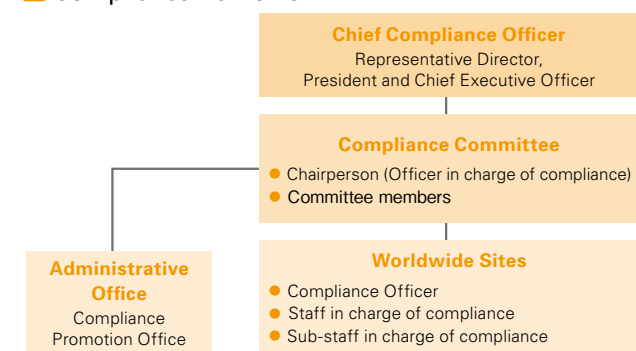 Chief Compliance Officer
Representative Director,
President and Chief Executive Officer
Compliance Committee
Chairperson (Officer in charge of compliance)
Committee members
Administrative
Office
Compliance
Promotion Office
Worldwide Sites
Compliance Officer
Staff in charge of compliance
Sub-staff in charge of compliance